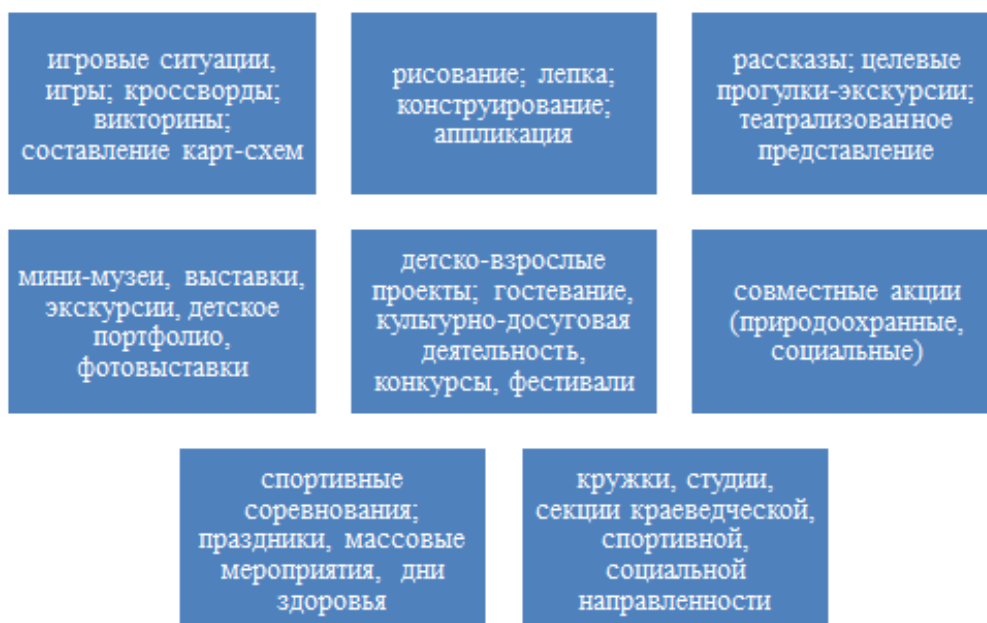 игровые ситуации,
игры; кроссворды;
викторины;
составление карт-схем
рисование; лепка;
конструирование;
аппликация
рассказы; целевые
прогулки-экскурсии;
театрализованное
представление
мини-музеи, выставки,
экскурсии, детское
портфолио,
фотовыставки
детско-взрослые
проекты; гостевание,
культурно-досуговая
деятельность,
конкурсы, фестивали
совместные акции
(природоохранные,
социальные)
спортивные
соревнования;
праздники, массовые
мероприятия, дни
здоровья
кружки, студии,
секции краеведческой,
спортивной,
социальной
направленности